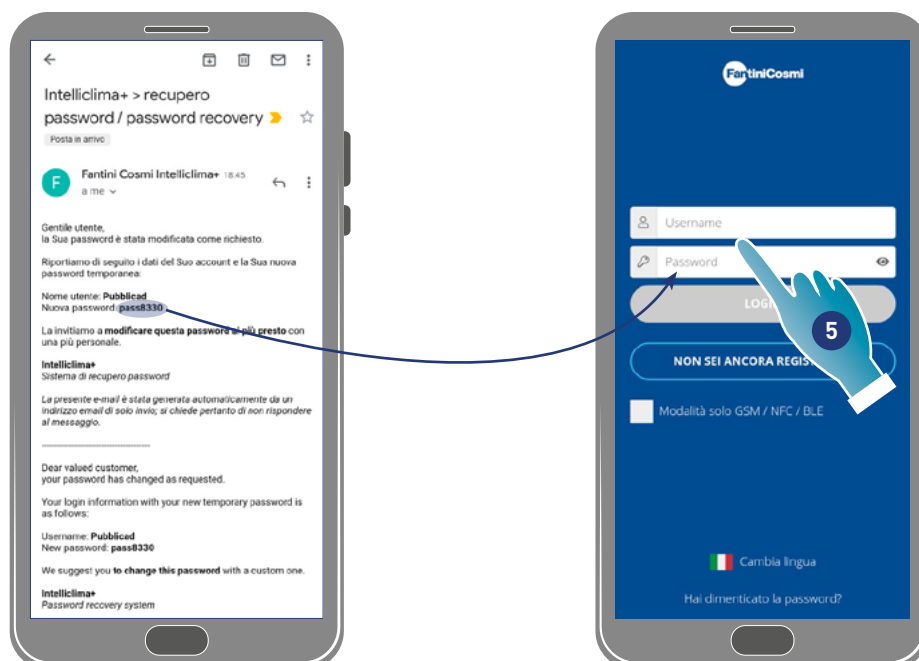 Intelliclima+ > recupero
password / password recovery
Posta in arrivo
F
Fantini Cosmi Intelliclima+ 18:45
a me
Gentile utente,
la Sua password è stata modificata come richiesto.
Riportiamo di seguito i dati del Suo account e la Sua nuova
password temporanea:
Nome utente: Pubblicad
Nuova password: pass8330
La invitiamo a modificare questa password al più presto con
una più personale.
Intelliclima+
Sistema di recupero password
La presente e-mail è stata generata automaticamente da un
indirizzo email di solo invio; si chiede pertanto di non rispondere
al messaggio.
Dear valued customer,
your password has changed as requested.
Your login information with your new temporary password is
as follows:
Username: Pubblicad
New password: pass8330
We suggest you to change this password with a custom one.
Intelliclima+
Password recovery system
FantiniCosmi
Username
Password
5
NON SEI ANCORA
Modalità solo GSM / NFC / BLE
Cambia lingua
Hai dimenticato la password?